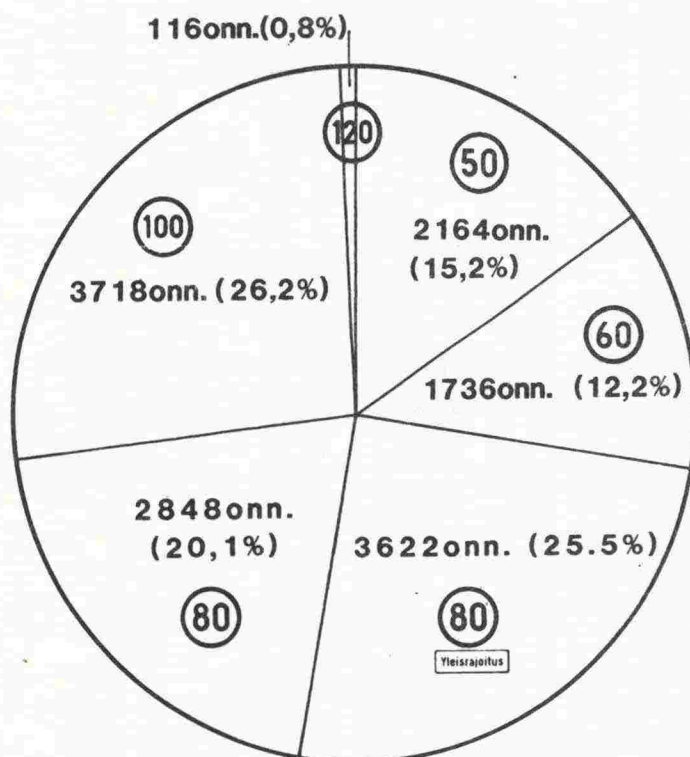 116onn.(0,8%)
120
50
2164onn.
(15,2%)
60
1736onn. (12,2%)
3622onn. (25.5%)
80
Yleisrajoitus
2848onn.
(20,1%)
80
100
3718onn. (26,2%)